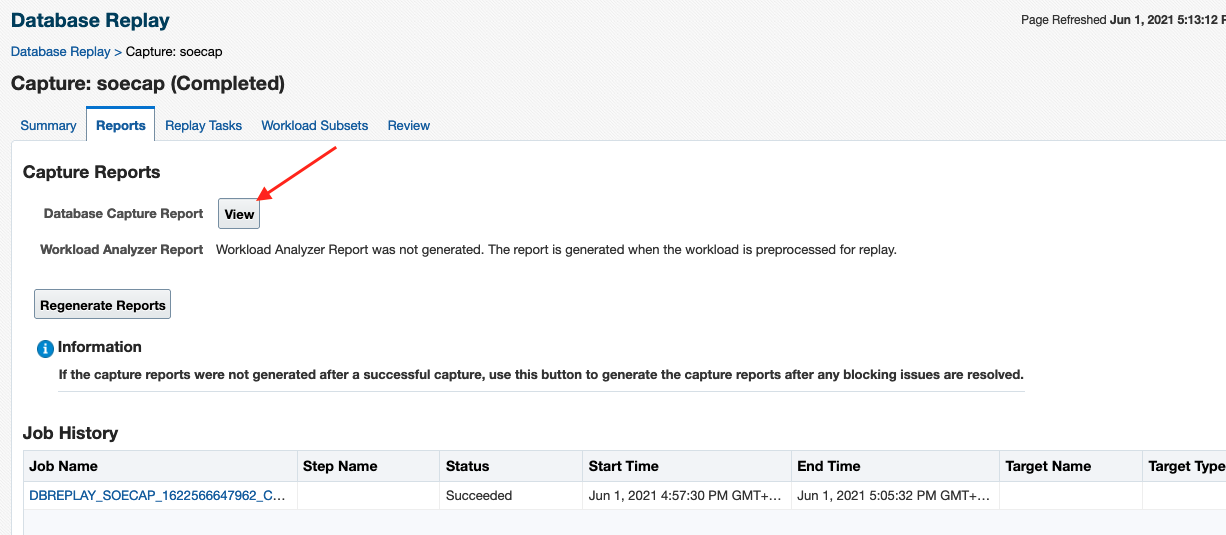 Database Replay
Page Refreshed Jun 1, 2021 5:13:12 P
Database Replay > Capture: soecap
Capture: soecap (Completed)
Summary Reports Replay Tasks Workload Subsets Review
Capture Reports
Database Capture Report View
Workload Analyzer Report Workload Analyzer Report was not generated. The report is generated when the workload is preprocessed for replay.
Regenerate Reports
Information
If the capture reports were not generated after a successful capture, use this button to generate the capture reports after any blocking issues are resolved.
Job History
Job Name Step Name Status Start Time End Time Target Name Target Type
DBREPLAY_SOECAP_1622566647962_C... Succeeded Jun 1, 2021 4:57:30 PM GMT+... Jun 1, 2021 5:05:32 PM GMT+...